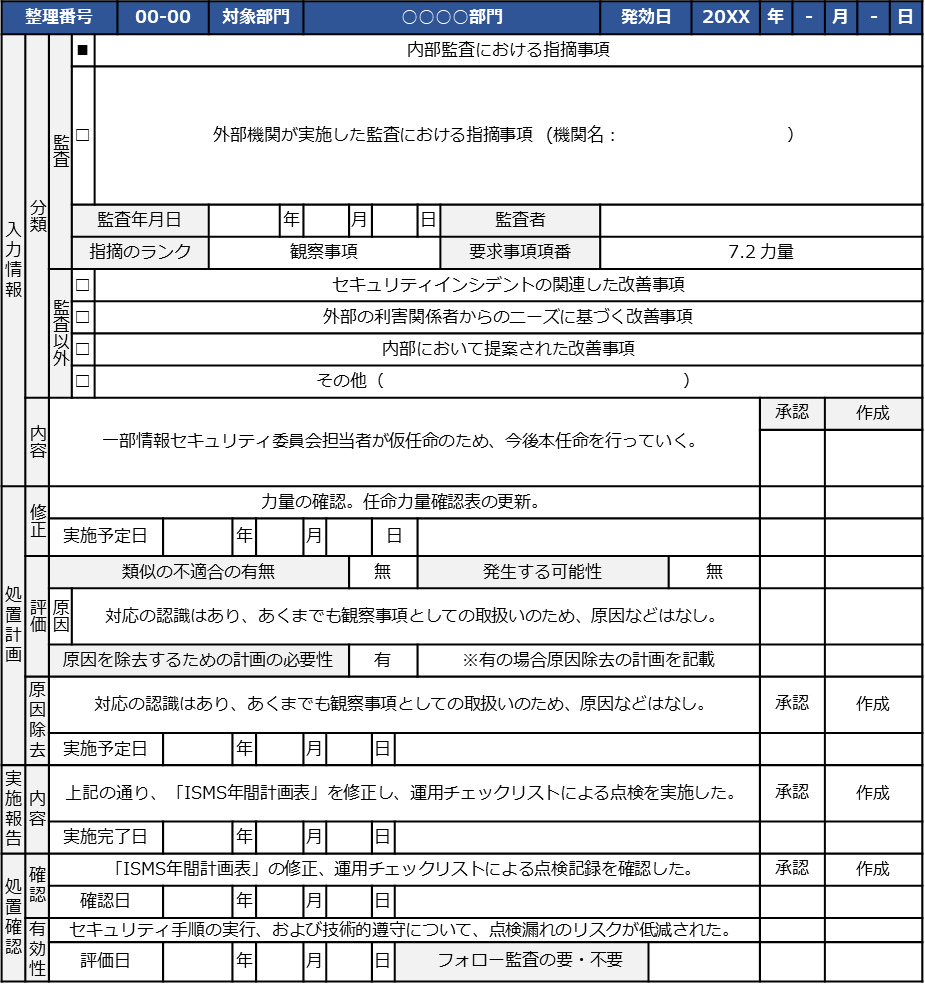 整理番号 00-00 対象部門 ○○○○部門 発効日 20XX 年 - 月 - 日
入力情報
分類
監査
■ 内部監査における指摘事項
□ 外部機関が実施した監査における指摘事項 （機関名： ）
監査年月日 年 月 日 監査者
指摘のランク 観察事項 要求事項項番 7.2 力量
監査以外
□ セキュリティインシデントの関連した改善事項
□ 外部の利害関係者からのニーズに基づく改善事項
□ 内部において提案された改善事項
□ その他（ ）
内容
一部情報セキュリティ委員会担当者が仮任命のため、今後本任命を行っていく。
承認 作成
処置計画
修正
力量の確認。任命力量確認表の更新。
実施予定日 年 月 日
評価
類似の不適合の有無 無 発生する可能性 無
原因
対応の認識はあり、あくまでも観察事項としての取扱いのため、原因などはなし。
原因を除去するための計画の必要性 有 ※有の場合原因除去の計画を記載
原因除去
対応の認識はあり、あくまでも観察事項としての取扱いのため、原因などはなし。
承認 作成
実施予定日 年 月 日
実施報告
内容
上記の通り、「ISMS年間計画表」を修正し、運用チェックリストによる点検を実施した。
承認 作成
実施完了日 年 月 日
処置確認
確認
「ISMS年間計画表」の修正、運用チェックリストによる点検記録を確認した。
承認 作成
確認日 年 月 日
有効性
セキュリティ手順の実行、および技術的遵守について、点検漏れのリスクが低減された。
評価日 年 月 日 フォロー監査の要・不要